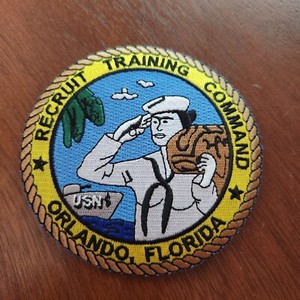 RECRUIT TRAINING COMMAND
USN
ORLANDO, FLORIDA